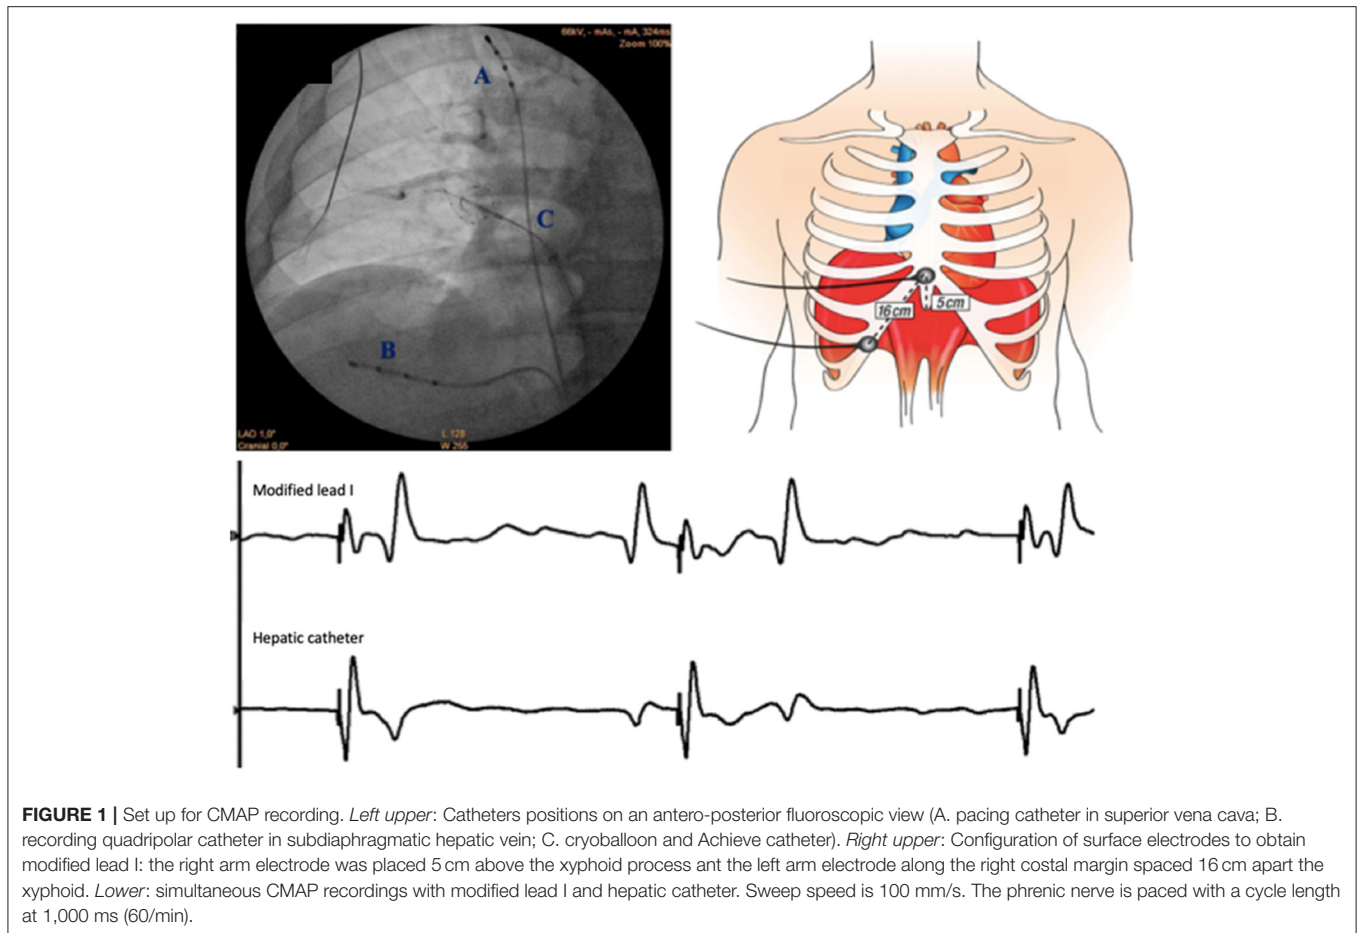 66kV, - mAs, - mA, 324ms
Zoom 100%
A
C
B
LAO 1,0°
Cranial 0.0°
L 128
W 255
16cm
5cm
Modified lead I
Hepatic catheter
FIGURE 1 | Set up for CMAP recording. Left upper: Catheters positions on an antero-posterior fluoroscopic view (A. pacing catheter in superior vena cava; B.
recording quadripolar catheter in subdiaphragmatic hepatic vein; C. cryoballoon and Achieve catheter). Right upper: Configuration of surface electrodes to obtain
modified lead I: the right arm electrode was placed 5 cm above the xyphoid process ant the left arm electrode along the right costal margin spaced 16 cm apart the
xyphoid. Lower: simultaneous CMAP recordings with modified lead I and hepatic catheter. Sweep speed is 100 mm/s. The phrenic nerve is paced with a cycle length
at 1,000 ms (60/min).